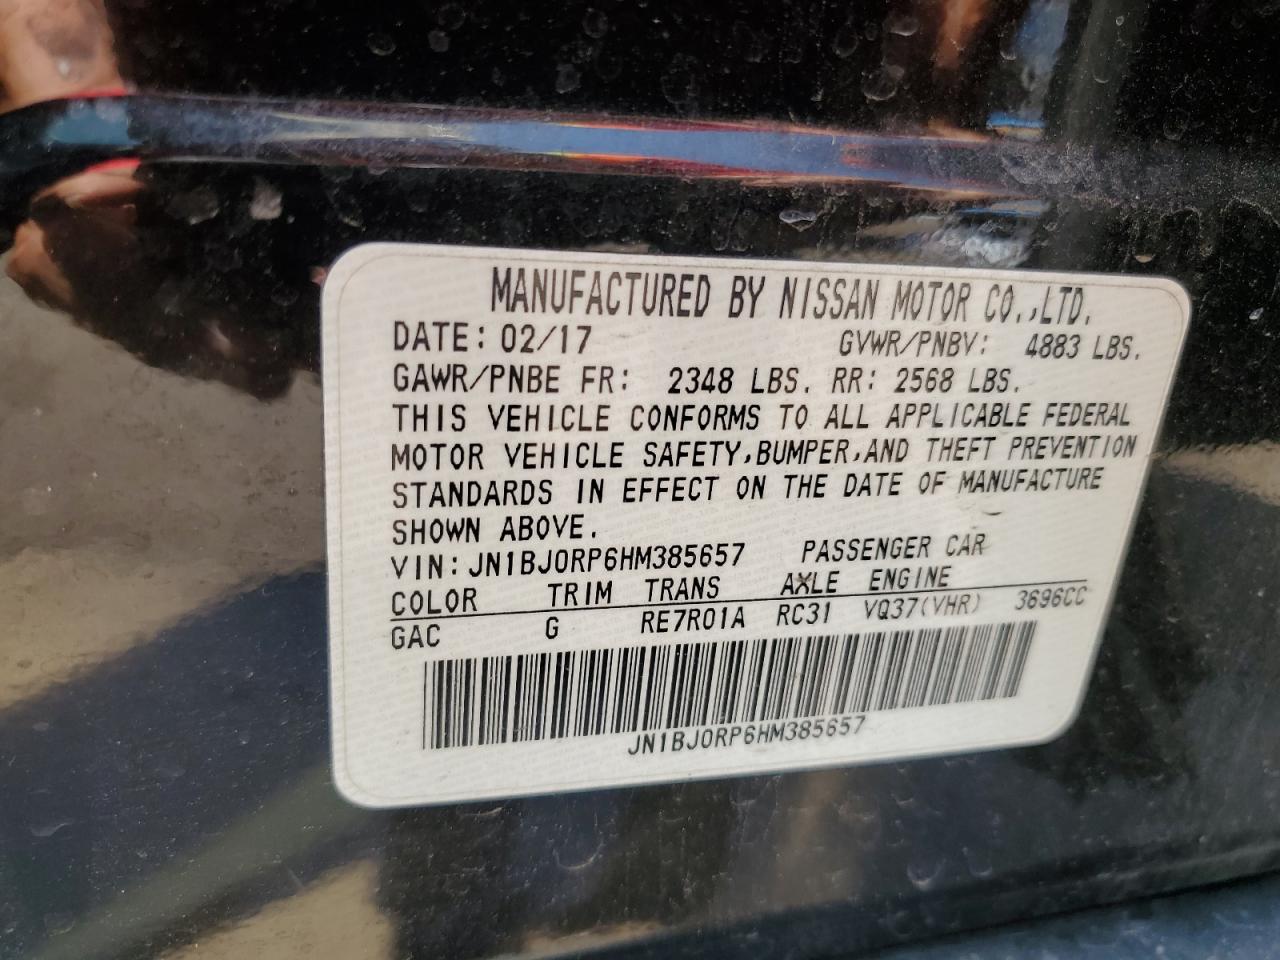 MANUFACTURED BY NISSAN MOTOR CO.,LTD.
DATE: 02/17 GVWR/PNBV: 4883 LBS.
GAWR/PNBE FR: 2348 LBS. RR: 2568 LBS.
THIS VEHICLE CONFORMS TO ALL APPLICABLE FEDERAL
MOTOR VEHICLE SAFETY,BUMPER,AND THEFT PREVENTION
STANDARDS IN EFFECT ON THE DATE OF MANUFACTURE
SHOWN ABOVE.
VIN: JN1BJ0RP6HM385657 PASSENGER CAR
COLOR TRIM TRANS AXLE ENGINE
GAC G RE7R01A RC31 VQ37(VHR) 3696CC
JN1BJ0RP6HM385657